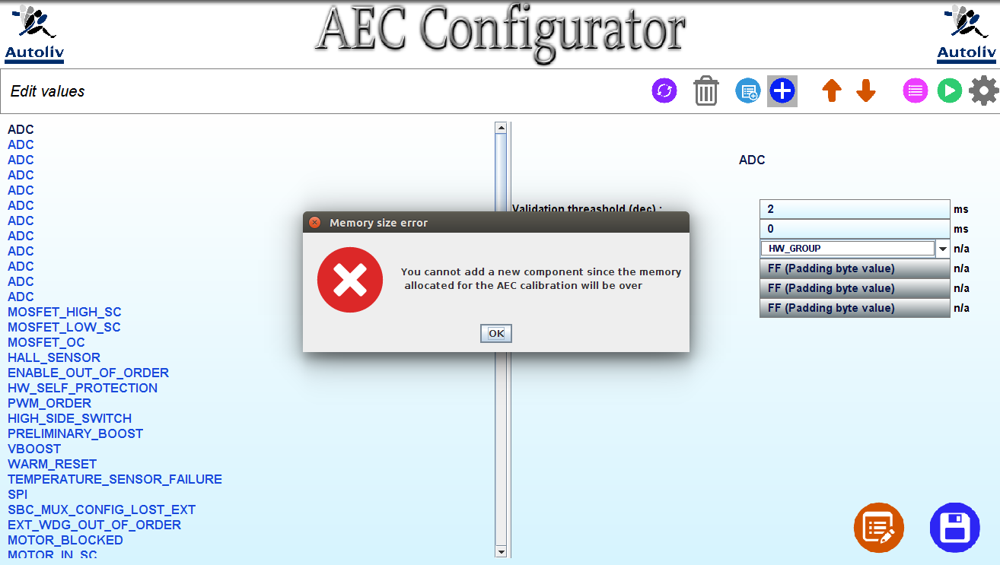 AEC Configurator
Autoliv
Autoliv
Edit values
ADC
ADC
ADC
ADC
ADC
ADC
ADC
ADC
ADC
ADC
ADC
ADC
MOSFET_HIGH_SC
MOSFET_LOW_SC
MOSFET_OC
HALL_SENSOR
ENABLE_OUT_OF_ORDER
HW_SELF_PROTECTION
PWM_ORDER
HIGH_SIDE_SWITCH
PRELIMINARY_BOOST
VBOOST
WARM_RESET
TEMPERATURE_SENSOR_FAILURE
SPI
SBC_MUX_CONFIG_LOST_EXT
EXT_WDG_OUT_OF_ORDER
MOTOR_BLOCKED
MOTOR_IN_SC
ADC
Validation threashold (dec) :
2 ms
0 ms
HW_GROUP n/a
FF (Padding byte value) n/a
FF (Padding byte value) n/a
FF (Padding byte value) n/a
Memory size error
You cannot add a new component since the memory
allocated for the AEC calibration will be over
OK